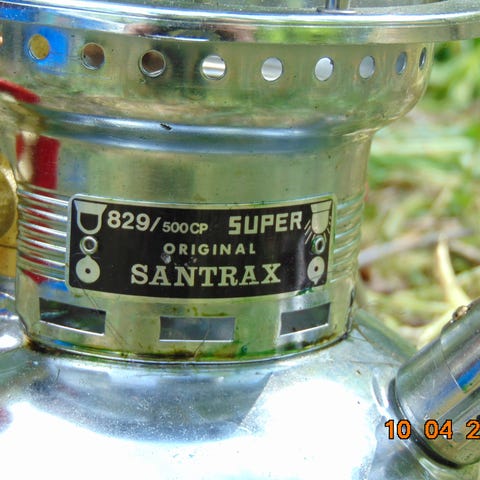 829/500CP SUPER
ORIGINAL
SANTRAX
10 04 2